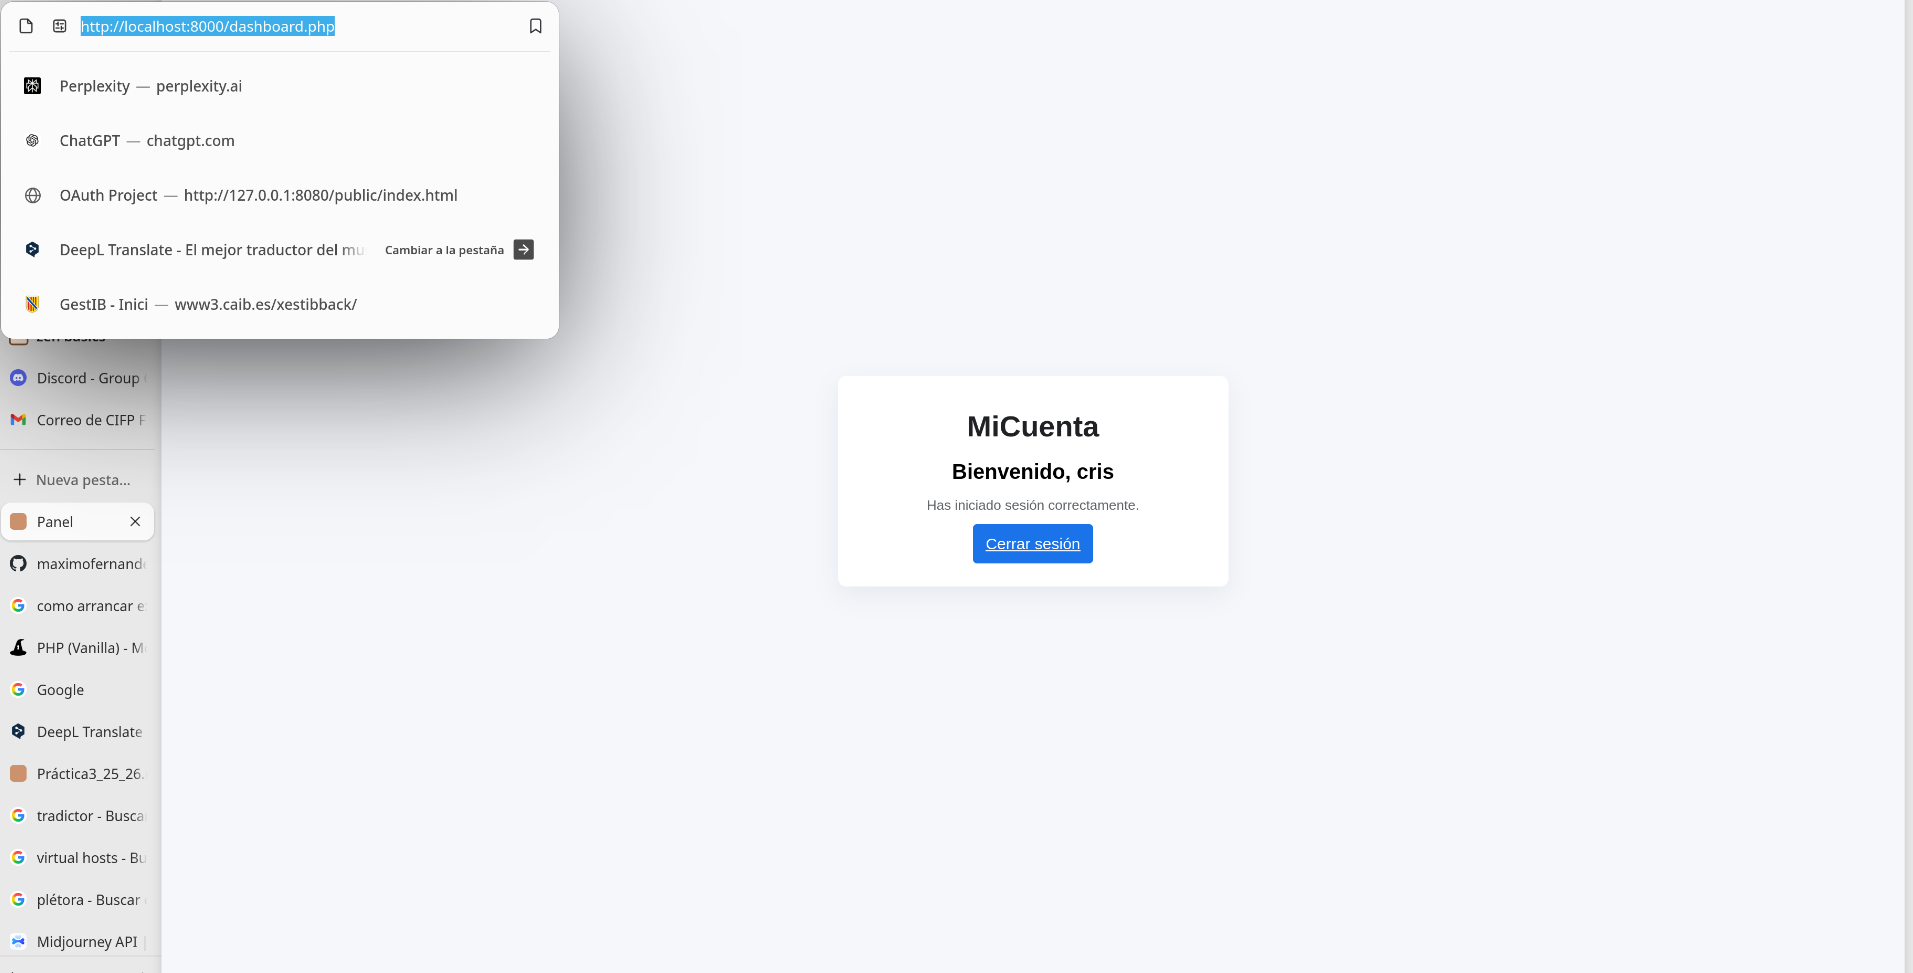 http://localhost:8000/dashboard.php
Perplexity — perplexity.ai
ChatGPT — chatgpt.com
OAuth Project — http://127.0.0.1:8080/public/index.html
DeepL Translate - El mejor traductor del mu Cambiar a la pestaña
GestIB - Inici — www3.caib.es/xestibback/
zen basics
Discord - Group
Correo de CIFP F
Nueva pesta...
Panel
maximofernand
como arrancar e
PHP (Vanilla) - M
Google
DeepL Translate
Práctica3_25_26.
tradictor - Busca
virtual hosts - Bu
plétora - Buscar
Midjourney API |
MiCuenta
Bienvenido, cris
Has iniciado sesión correctamente.
Cerrar sesión